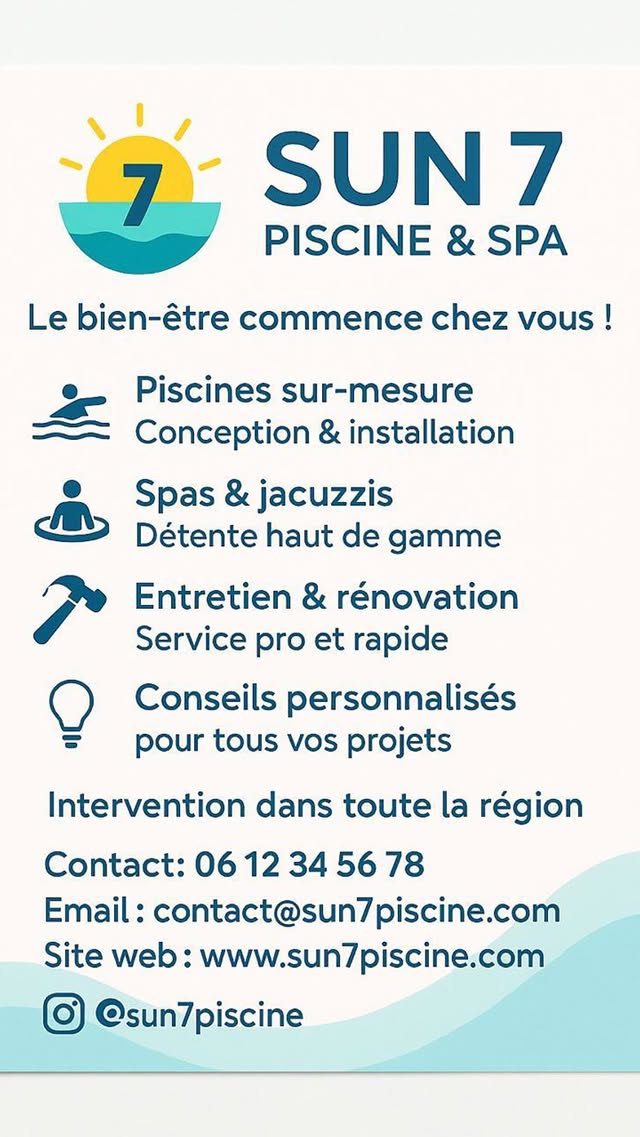 7
SUN 7
PISCINE & SPA
Le bien-être commence chez vous !
Piscines sur-mesure
Conception & installation
Spas & jacuzzis
Détente haut de gamme
Entretien & rénovation
Service pro et rapide
Conseils personnalisés
pour tous vos projets
Intervention dans toute la région
Contact: 06 12 34 56 78
Email : contact@sun7piscine.com
Site web : www.sun7piscine.com
@sun7piscine